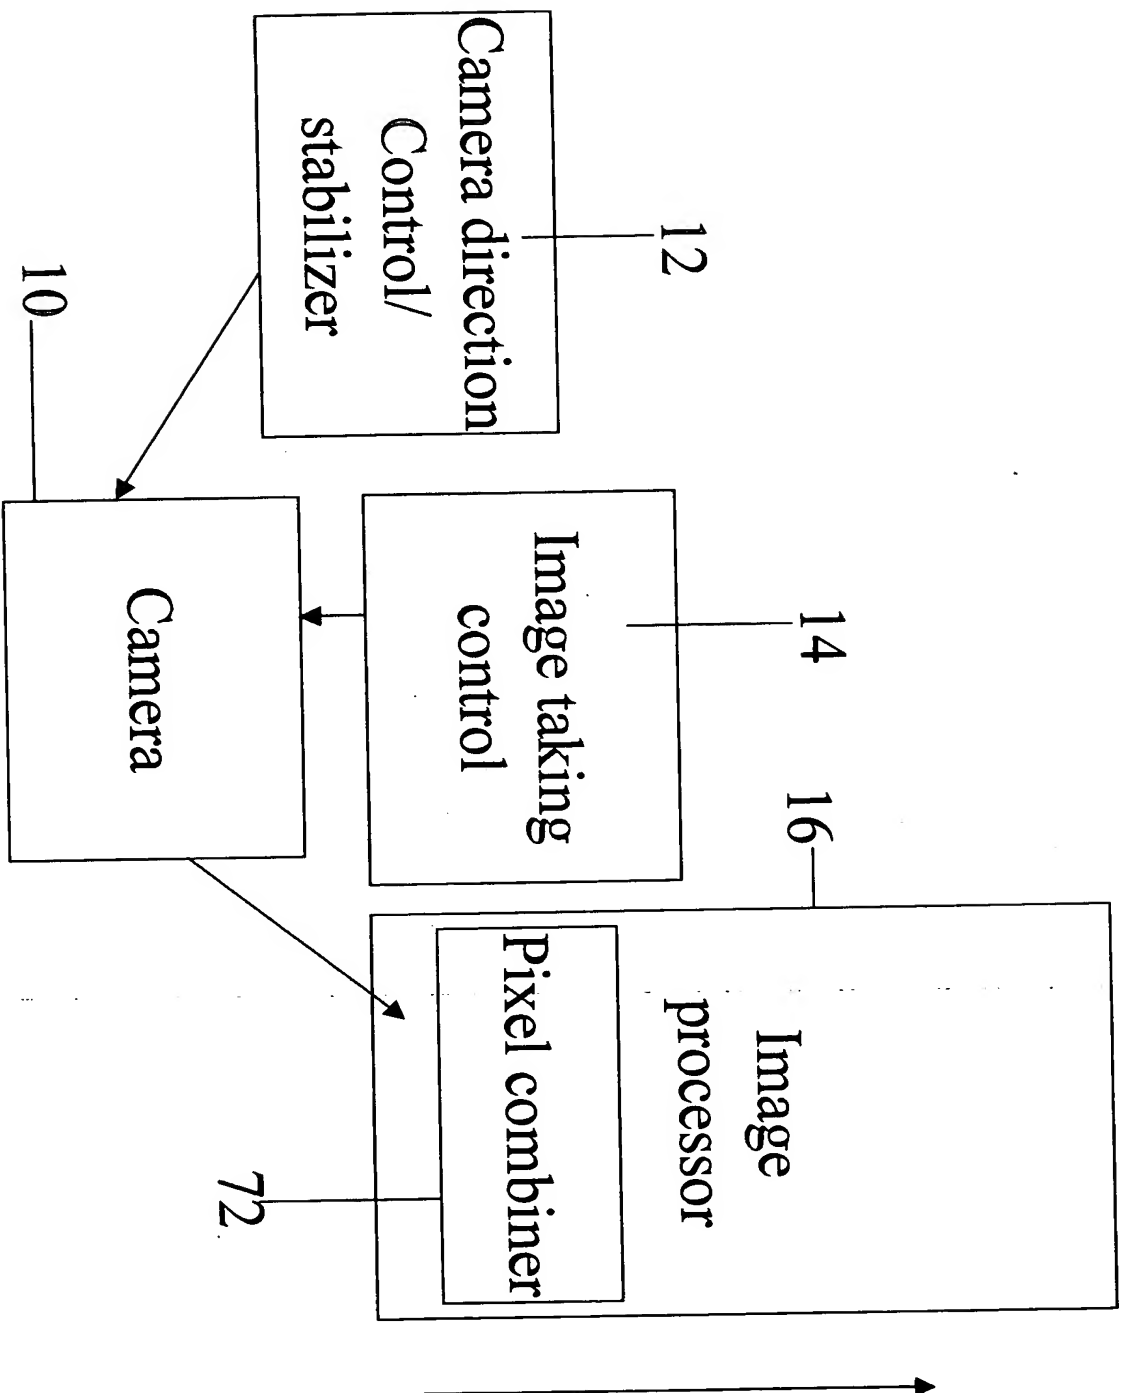 12
Camera direction
Control/
stabilizer
14
Image taking
control
10
Camera
16
Image
processor
Pixel combiner
72